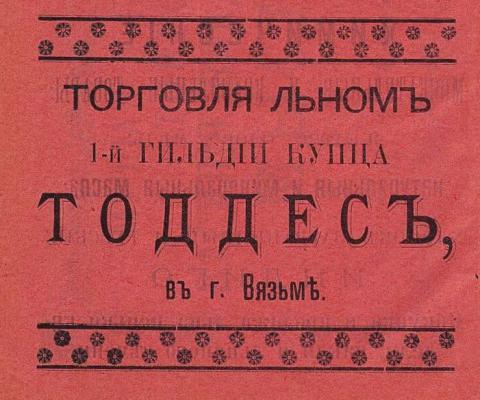 ТОРГОВЛЯ ЛЬНОМЪ
1-й ГИЛЬДІИ КУПЦА
ТОДДЕСЪ,
въ г. Вязьмѣ.